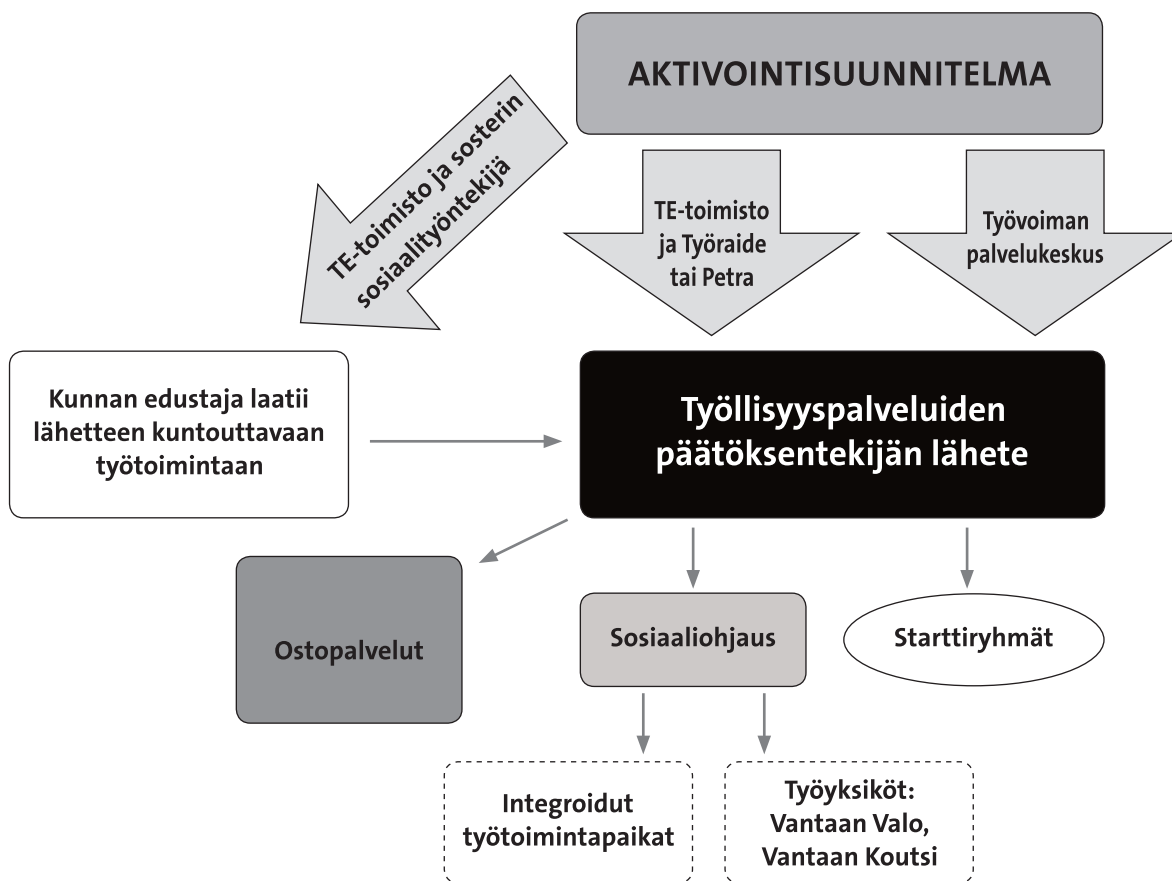 AKTIVOINTISUUNNITELMA
TE-toimisto ja sosterin
sosiaalityöntekijä
TE-toimisto
ja Työraide
tai Petra
Työvoiman
palvelukeskus
Kunnan edustaja laatii
lähetteen kuntouttavaan
työtoimintaan
Työllisyyspalveluiden
päätöksentekijän lähete
Ostopalvelut
Sosiaaliohjaus
Starttiryhmät
Integroidut
työtoimintapaikat
Työyksiköt:
Vantaan Valo,
Vantaan Koutsi